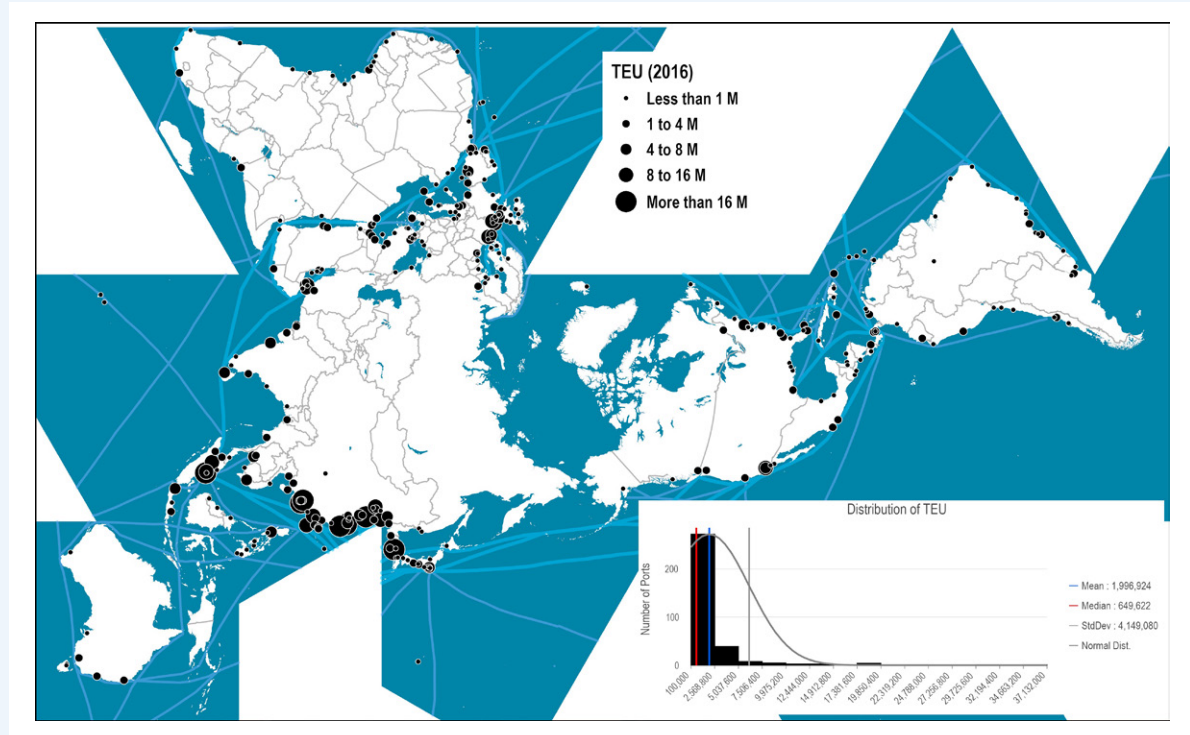 TEU (2016)
Less than 1 M
1 to 4 M
4 to 8 M
8 to 16 M
More than 16 M
Distribution of TEU
Number of Ports
200
100
0
100,000
2,568,800
5,037,600
7,506,400
9,975,200
12,444,000
14,912,800
17,381,600
19,850,400
22,319,200
24,788,000
27,256,800
29,725,600
32,194,400
34,663,200
37,132,000
Mean : 1,996,924
Median : 649,622
StdDev : 4,149,080
Normal Dist.